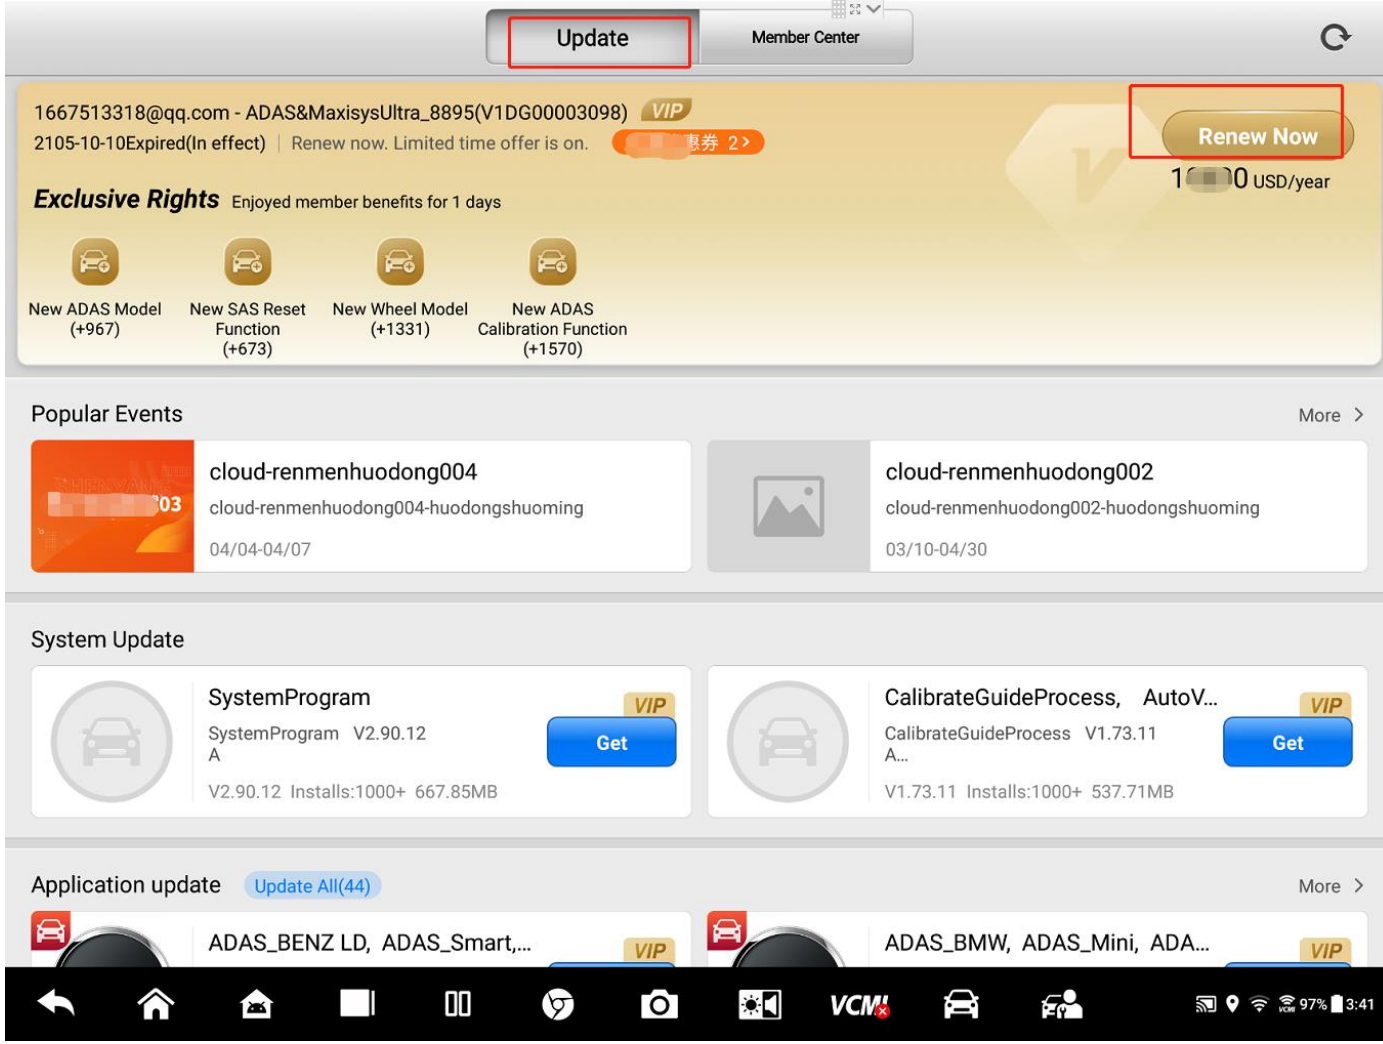 Update
Member Center
1667513318@qq.com - ADAS&MaxisysUltra_8895(V1DG00003098) VIP
2105-10-10Expired(In effect) | Renew now. Limited time offer is on. 惠券 2>
Renew Now
USD/year
Exclusive Rights Enjoyed member benefits for 1 days
New ADAS Model
(+967)
New SAS Reset
Function
(+673)
New Wheel Model
(+1331)
New ADAS
Calibration Function
(+1570)
Popular Events
More >
03
cloud-renmenhuodong004
cloud-renmenhuodong004-huodongshuoming
04/04-04/07
cloud-renmenhuodong002
cloud-renmenhuodong002-huodongshuoming
03/10-04/30
System Update
SystemProgram
VIP
SystemProgram V2.90.12
A
Get
V2.90.12 Installs:1000+ 667.85MB
CalibrateGuideProcess, AutoV...
VIP
CalibrateGuideProcess V1.73.11
A...
Get
V1.73.11 Installs:1000+ 537.71MB
Application update
Update All(44)
More >
ADAS_BENZ LD, ADAS_Smart,...
VIP
ADAS_BMW, ADAS_Mini, ADA...
VIP
VCMI
VCMI 97% 3:41